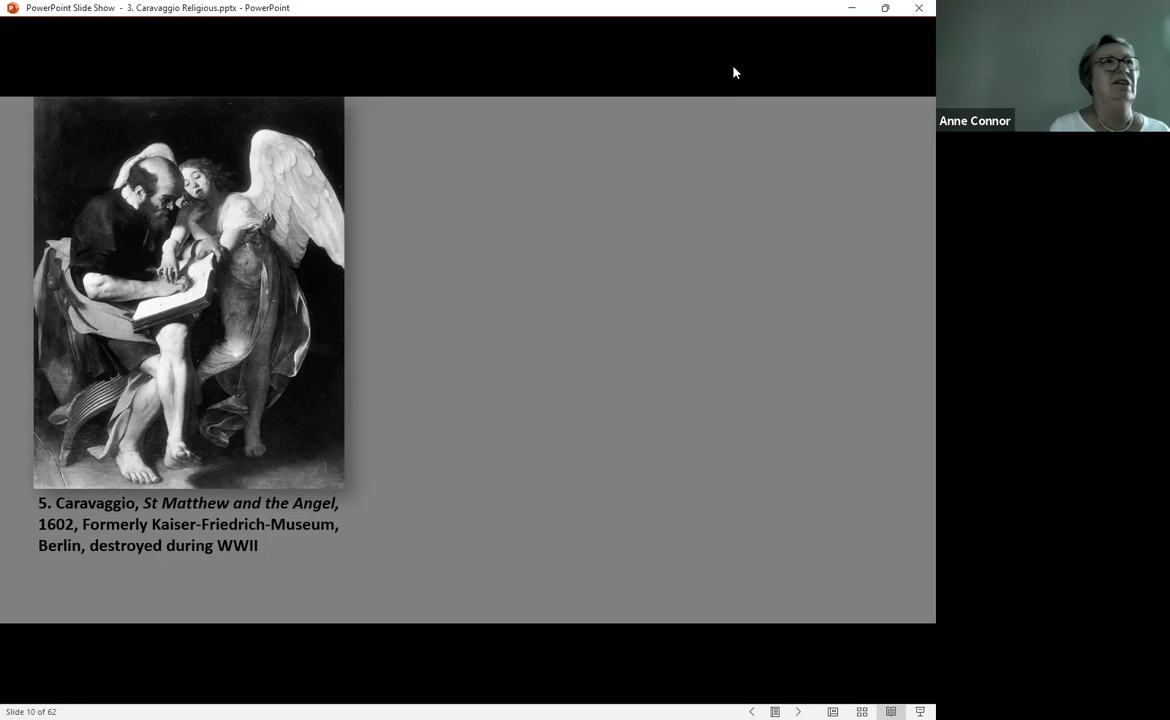 PowerPoint Slide Show - 3. Caravaggio Religious.pptx - PowerPoint
Anne Connor
5. Caravaggio, St Matthew and the Angel,
1602, Formerly Kaiser-Friedrich-Museum,
Berlin, destroyed during WWII
Slide 10 of 62